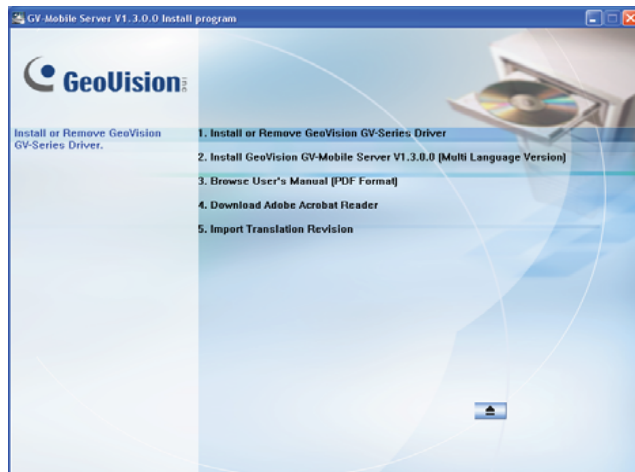 GV-Mobile Server V1.3.0.0 Install program
GeoVision Inc
Install or Remove GeoVision
GV-Series Driver.
1. Install or Remove GeoVision GV-Series Driver
2. Install GeoVision GV-Mobile Server V1.3.0.0 (Multi Language Version)
3. Browse User's Manual (PDF Format)
4. Download Adobe Acrobat Reader
5. Import Translation Revision